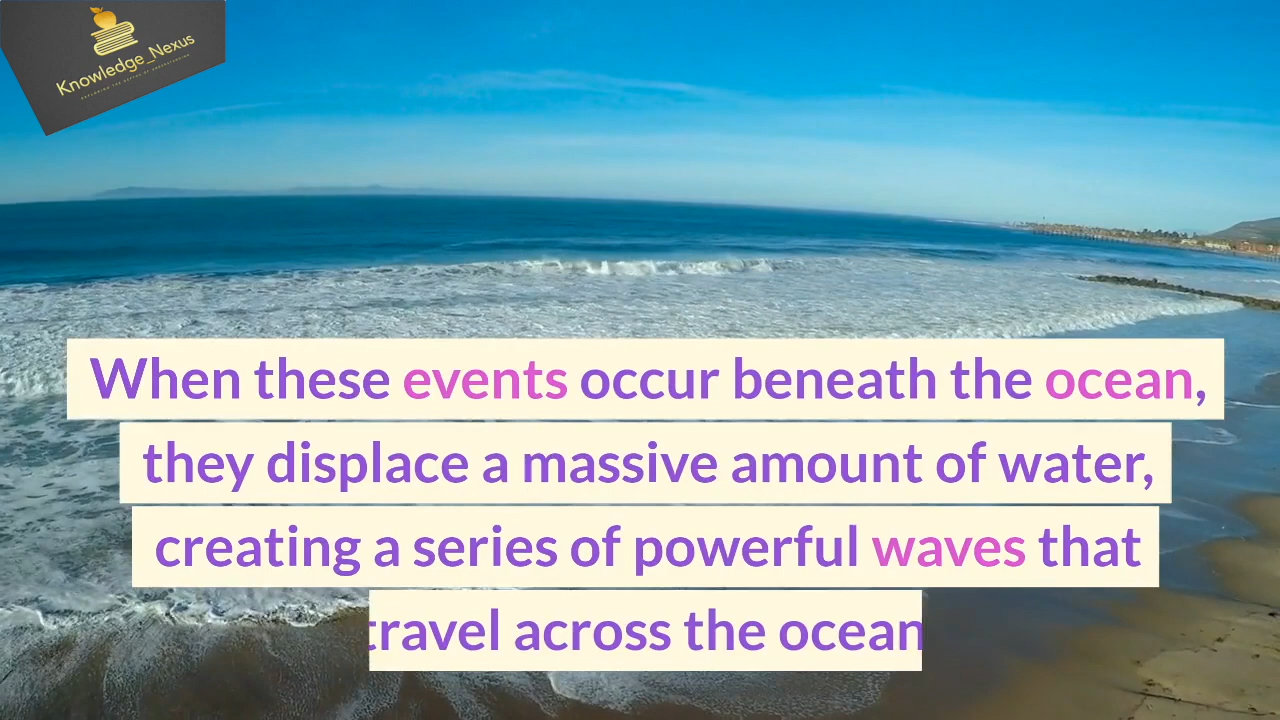 Knowledge_Nexus
When these events occur beneath the ocean,
they displace a massive amount of water,
creating a series of powerful waves that
travel across the ocean